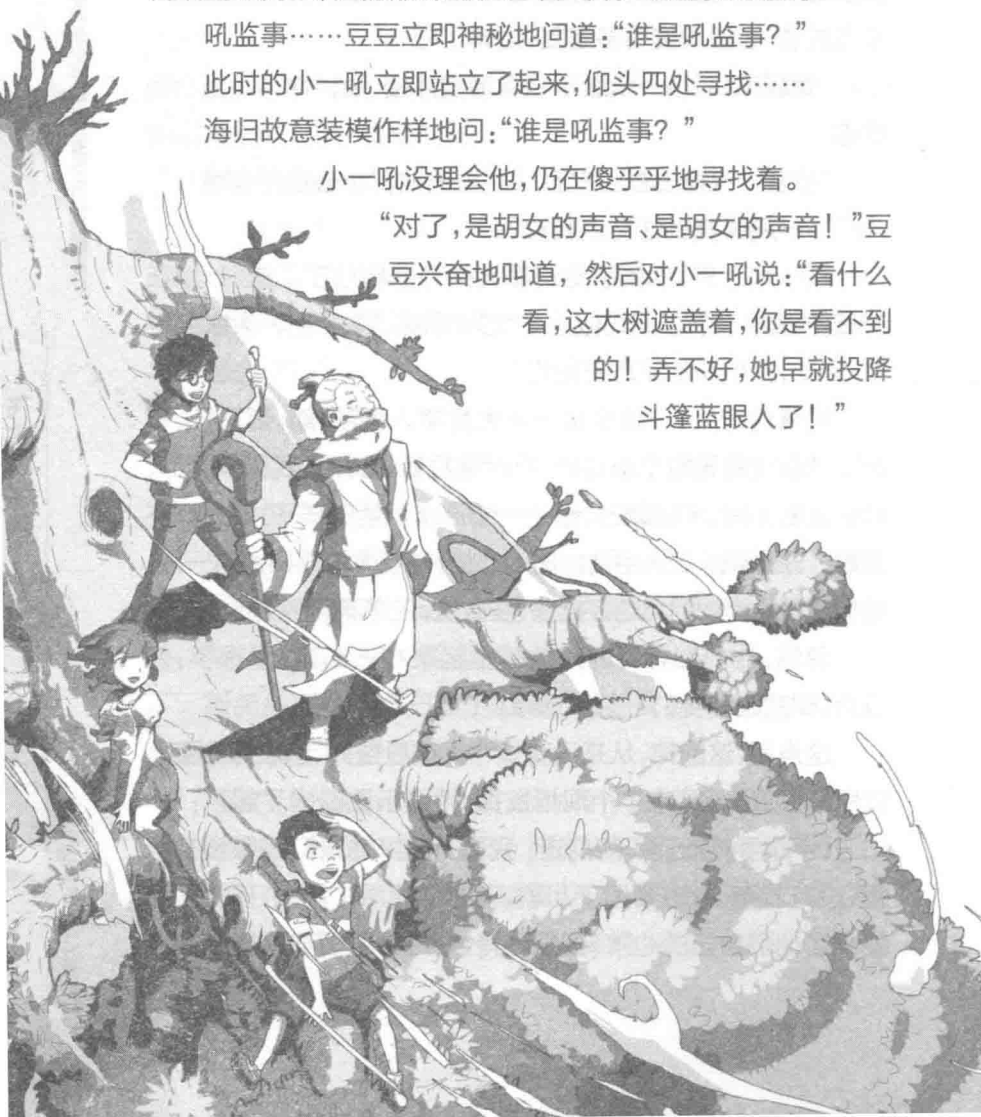 吼监事……豆豆立即神秘地问道:“谁是吼监事?”
此时的小一吼立即站立了起来,仰头四处寻找……
海归故意装模作样地问:“谁是吼监事?”
小一吼没理会他,仍在傻乎乎地寻找着。
“对了,是胡女的声音、是胡女的声音!”豆
豆兴奋地叫道,然后对小一吼说:“看什么
看,这大树遮盖着,你是看不到
的!弄不好,她早就投降
斗篷蓝眼人了!”